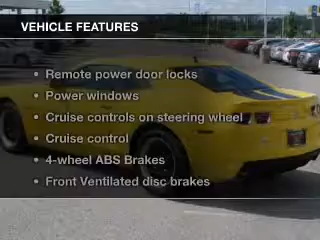 VEHICLE FEATURES
• Remote power door locks
• Power windows
• Cruise controls on steering wheel
• Cruise control
• 4-wheel ABS Brakes
• Front Ventilated disc brakes